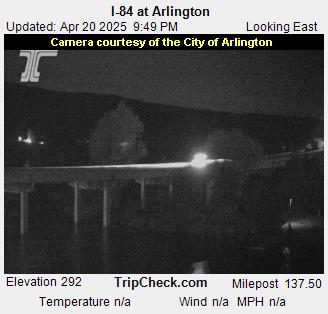 I-84 at Arlington
Updated: Apr 20 2025 9:49 PM Looking East
Camera courtesy of the City of Arlington
Elevation 292 TripCheck.com Milepost 137.50
Temperature n/a Wind n/a MPH n/a